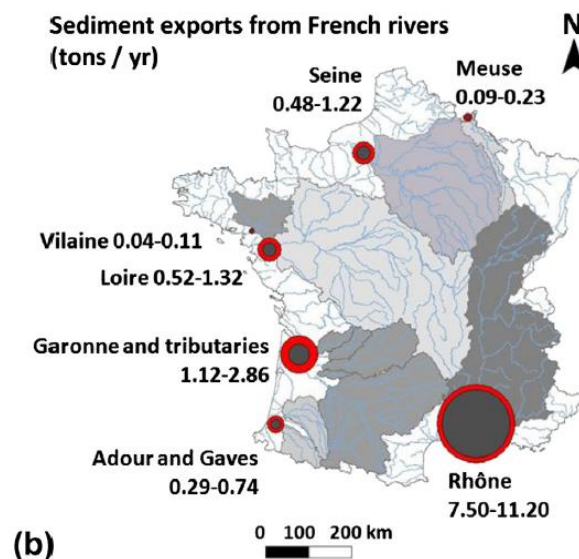 Sediment exports from French rivers
(tons / yr)
N
Seine
0.48-1.22
Meuse
0.09-0.23
Vilaine 0.04-0.11
Loire 0.52-1.32
Garonne and tributaries
1.12-2.86
Adour and Gaves
0.29-0.74
Rhône
7.50-11.20
(b)
0 100 200 km